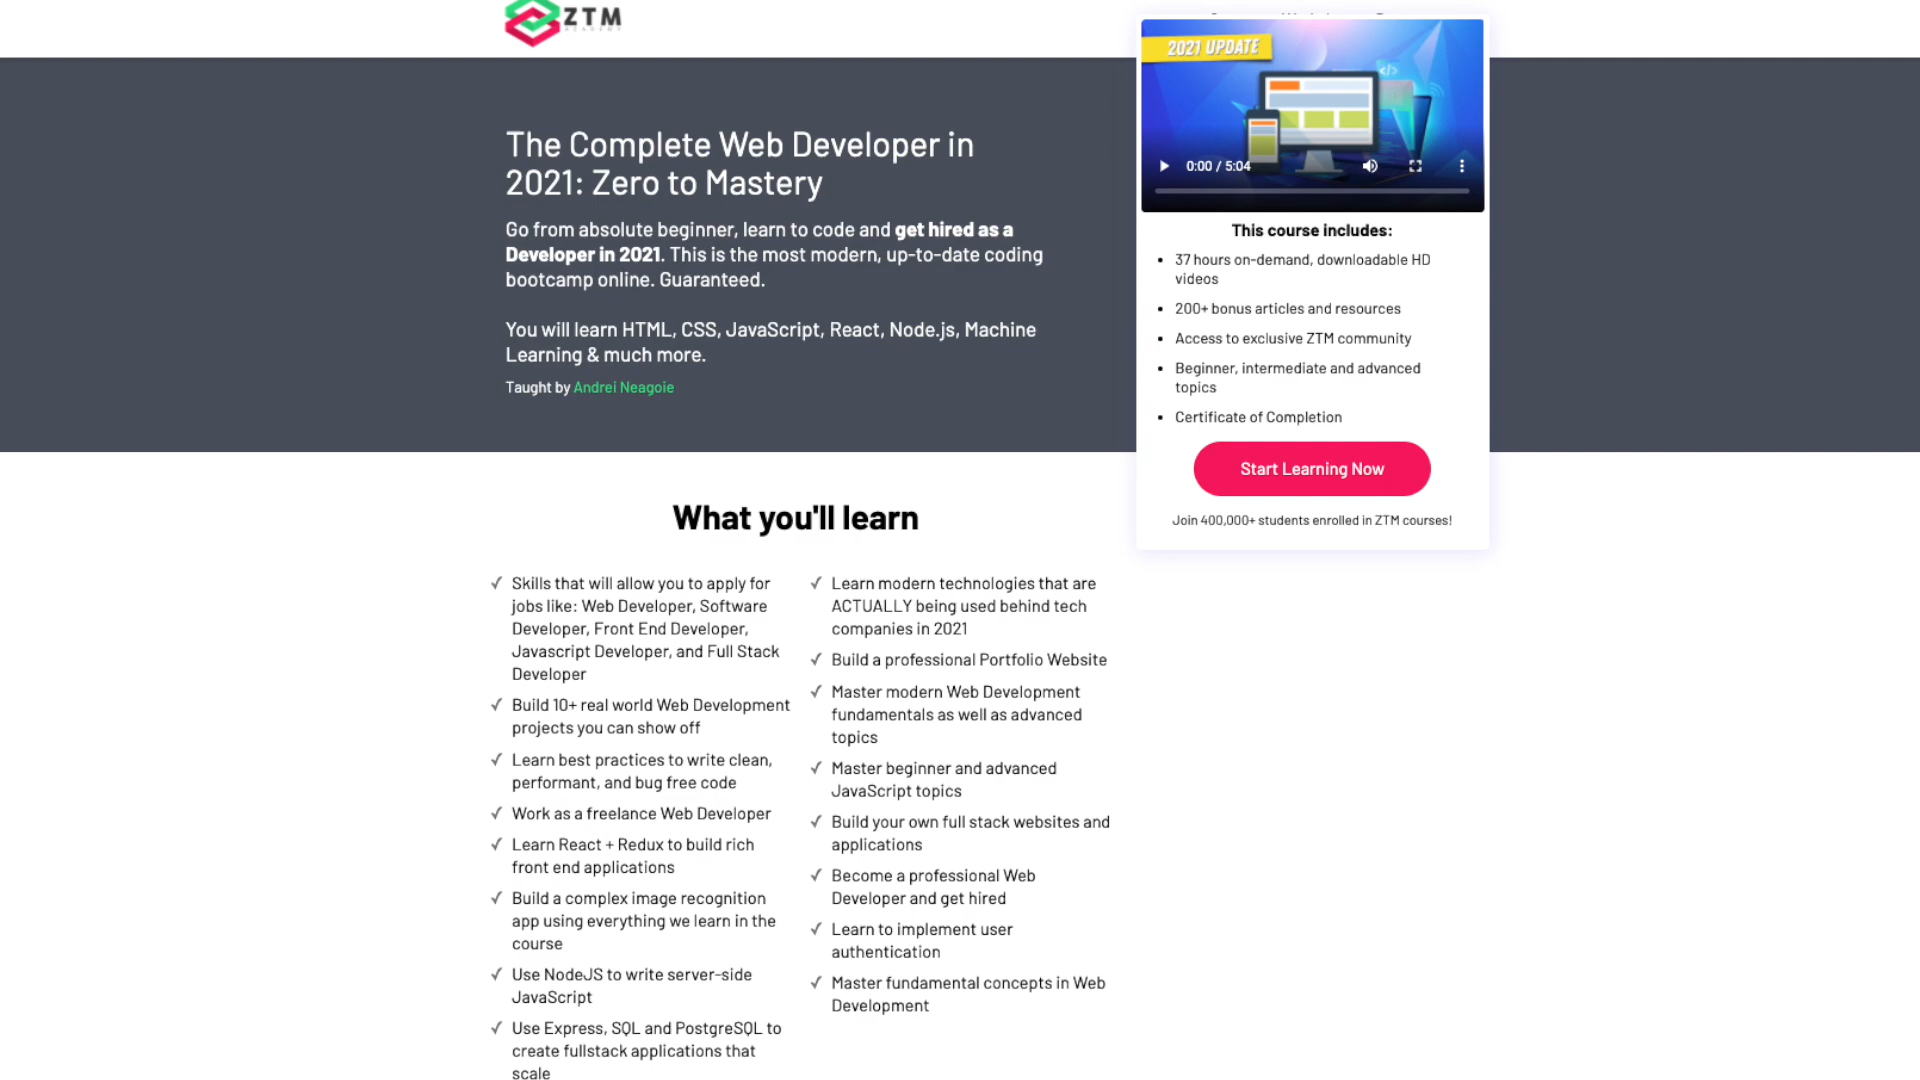 ZTM
ACADEMY
The Complete Web Developer in
2021: Zero to Mastery
Go from absolute beginner, learn to code and get hired as a
Developer in 2021. This is the most modern, up-to-date coding
bootcamp online. Guaranteed.
You will learn HTML, CSS, JavaScript, React, Node.js, Machine
Learning & much more.
Taught by Andrei Neagoie
2021 UPDATE
</>
0:00 / 5:04
This course includes:
• 37 hours on-demand, downloadable HD
videos
• 200+ bonus articles and resources
• Access to exclusive ZTM community
• Beginner, intermediate and advanced
topics
• Certificate of Completion
Start Learning Now
Join 400,000+ students enrolled in ZTM courses!
What you'll learn
✓ Skills that will allow you to apply for
jobs like: Web Developer, Software
Developer, Front End Developer,
Javascript Developer, and Full Stack
Developer
✓ Build 10+ real world Web Development
projects you can show off
✓ Learn best practices to write clean,
performant, and bug free code
✓ Work as a freelance Web Developer
✓ Learn React + Redux to build rich
front end applications
✓ Build a complex image recognition
app using everything we learn in the
course
✓ Use NodeJS to write server-side
JavaScript
✓ Use Express, SQL and PostgreSQL to
create fullstack applications that
scale
✓ Learn modern technologies that are
ACTUALLY being used behind tech
companies in 2021
✓ Build a professional Portfolio Website
✓ Master modern Web Development
fundamentals as well as advanced
topics
✓ Master beginner and advanced
JavaScript topics
✓ Build your own full stack websites and
applications
✓ Become a professional Web
Developer and get hired
✓ Learn to implement user
authentication
✓ Master fundamental concepts in Web
Development